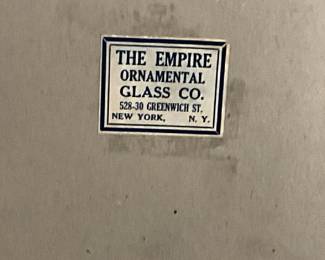 THE EMPIRE
ORNAMENTAL
GLASS CO.
528-30 GREENWICH ST.
NEW YORK, N. Y.